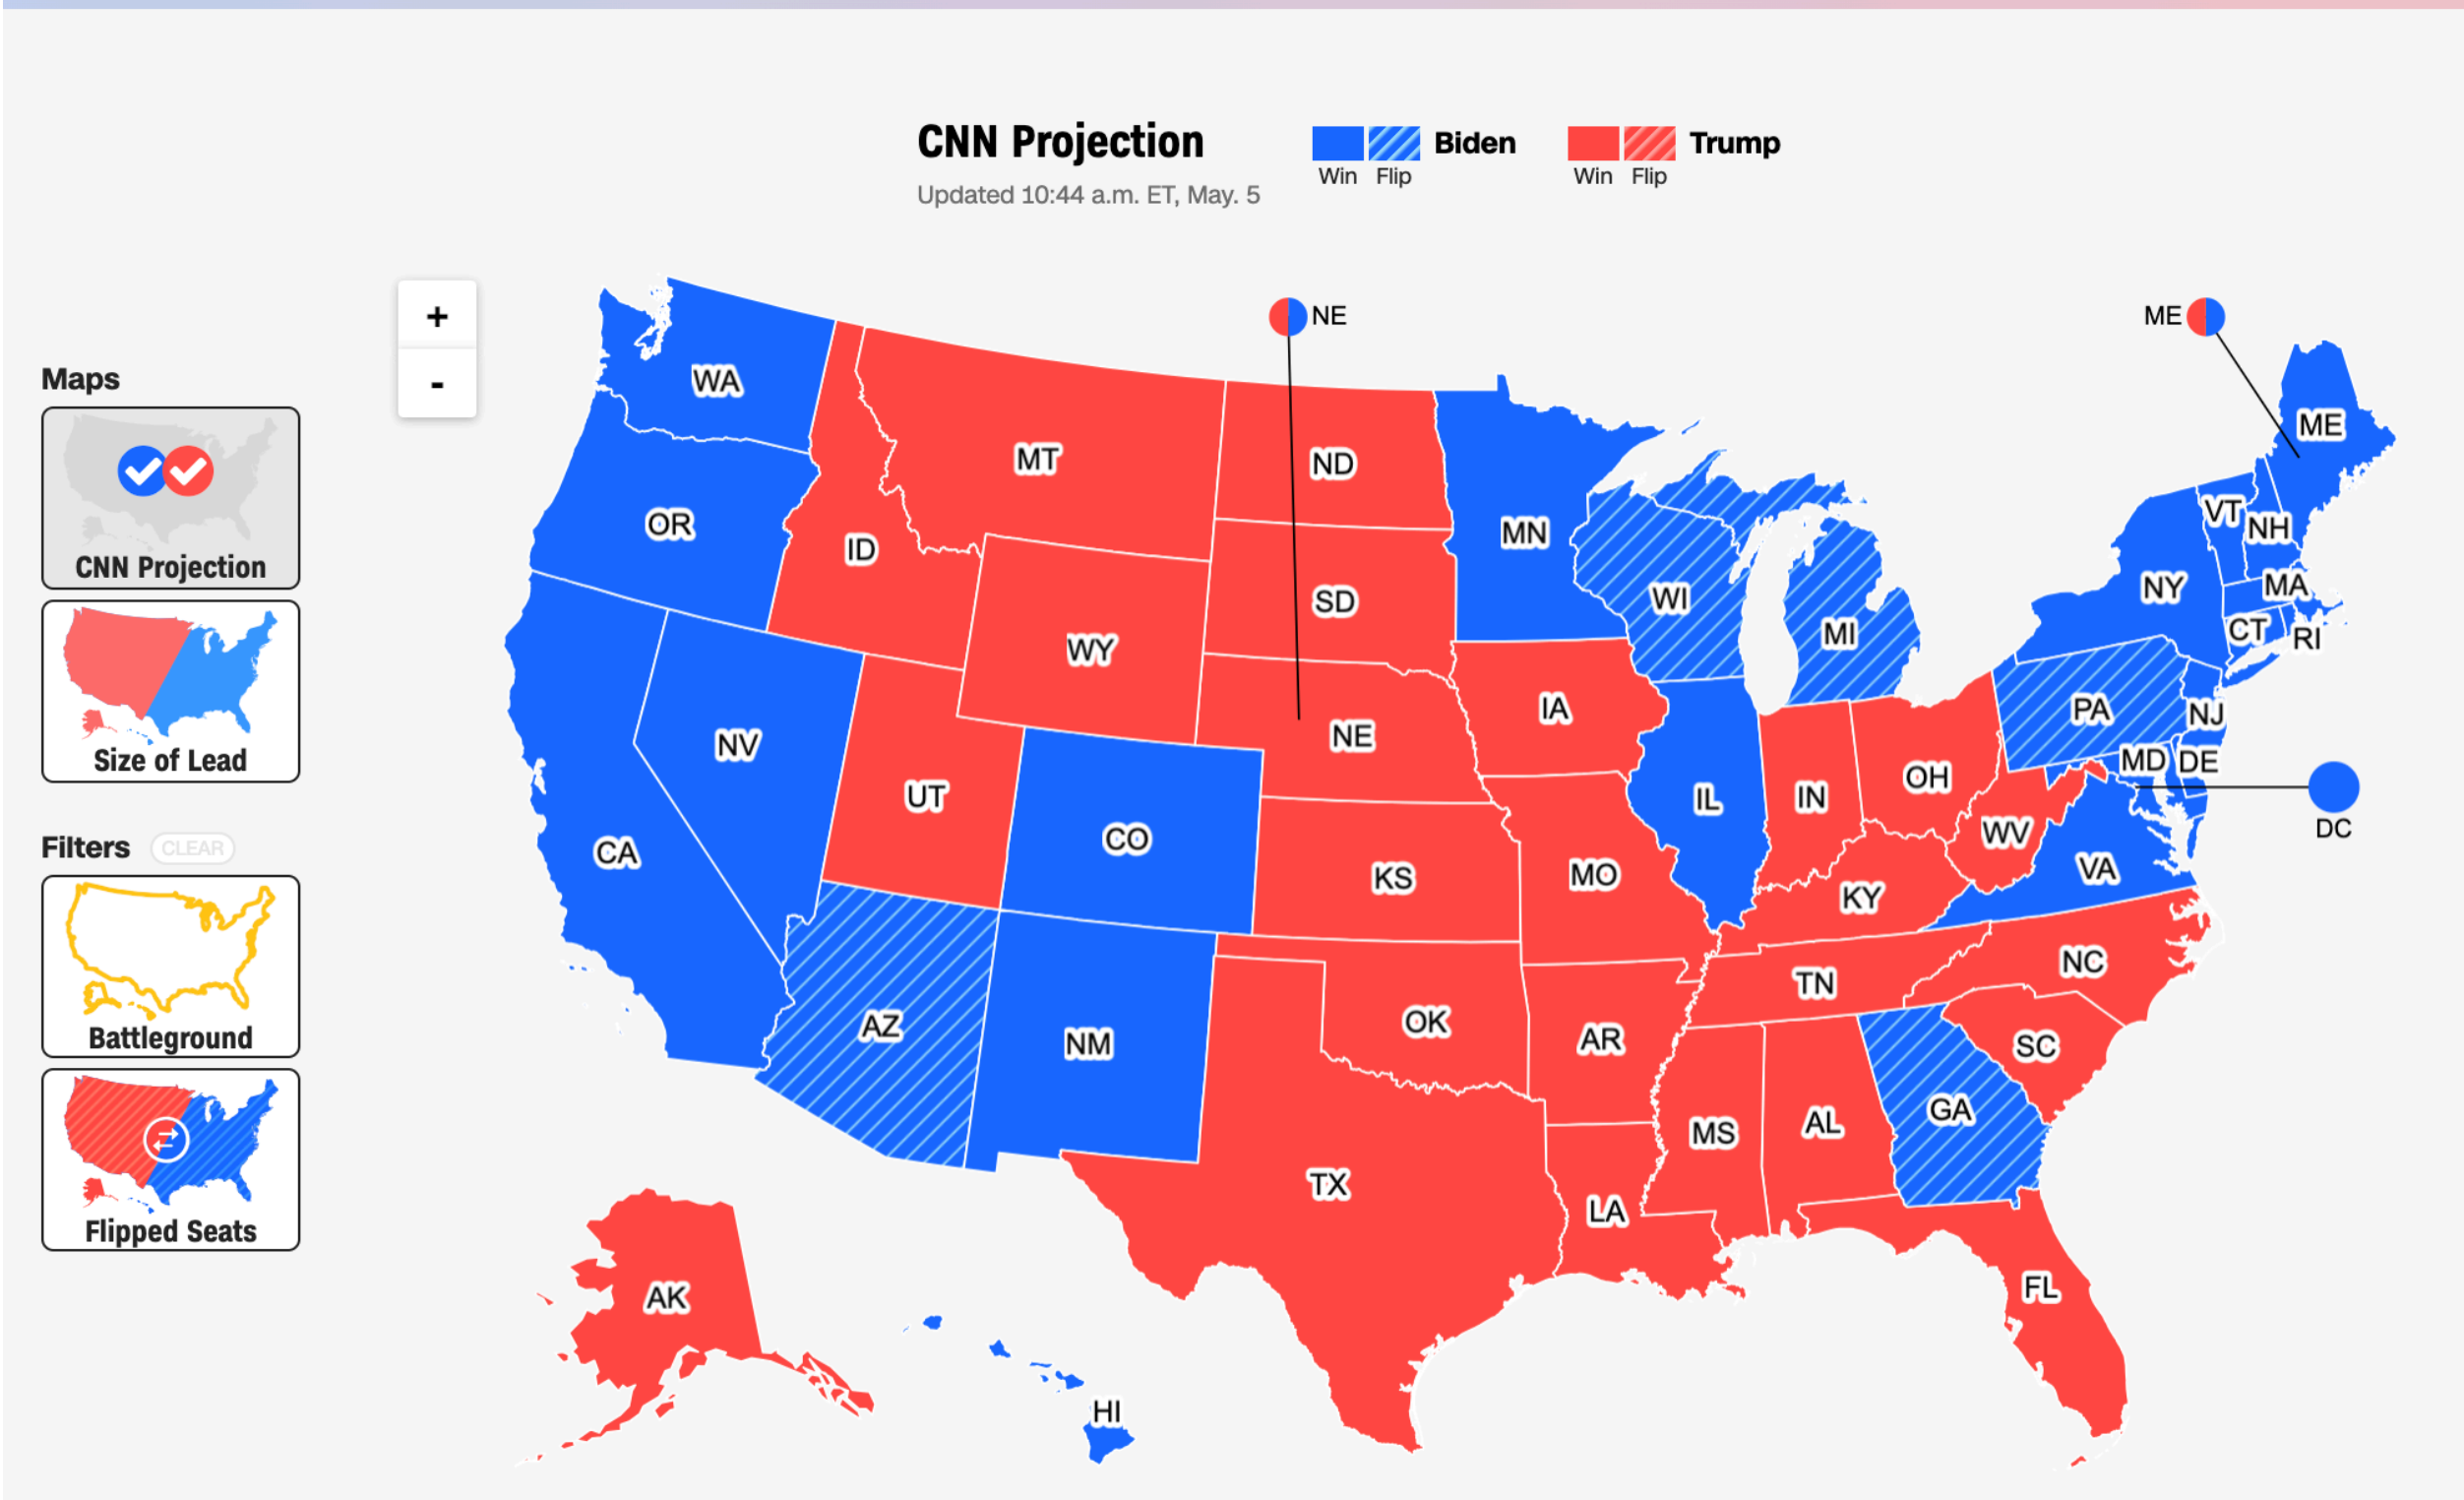 CNN Projection
Updated 10:44 a.m. ET, May. 5
Win Flip Biden
Win Flip Trump
+
-
Maps
CNN Projection
Size of Lead
Filters CLEAR
Battleground
Flipped Seats
NE
ME
WA
MT
ND
ME
OR
ID
MN
VT
NH
SD
WI
MI
NY
MA
CT
RI
WY
IA
NE
PA
NJ
NV
UT
CO
IL
IN
OH
MD
DE
DC
CA
KS
MO
WV
VA
KY
AZ
NM
OK
AR
TN
NC
SC
TX
LA
MS
AL
GA
FL
AK
HI